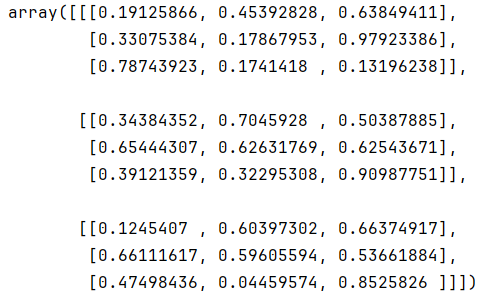 array([[[0.19125866, 0.45392828, 0.63849411],
[0.33075384, 0.17867953, 0.97923386],
[0.78743923, 0.1741418 , 0.13196238]],
[[0.34384352, 0.7045928 , 0.50387885],
[0.65444307, 0.62631769, 0.62543671],
[0.39121359, 0.32295308, 0.90987751]],
[[0.1245407 , 0.60397302, 0.66374917],
[0.66111617, 0.59605594, 0.53661884],
[0.47498436, 0.04459574, 0.8525826 ]]])